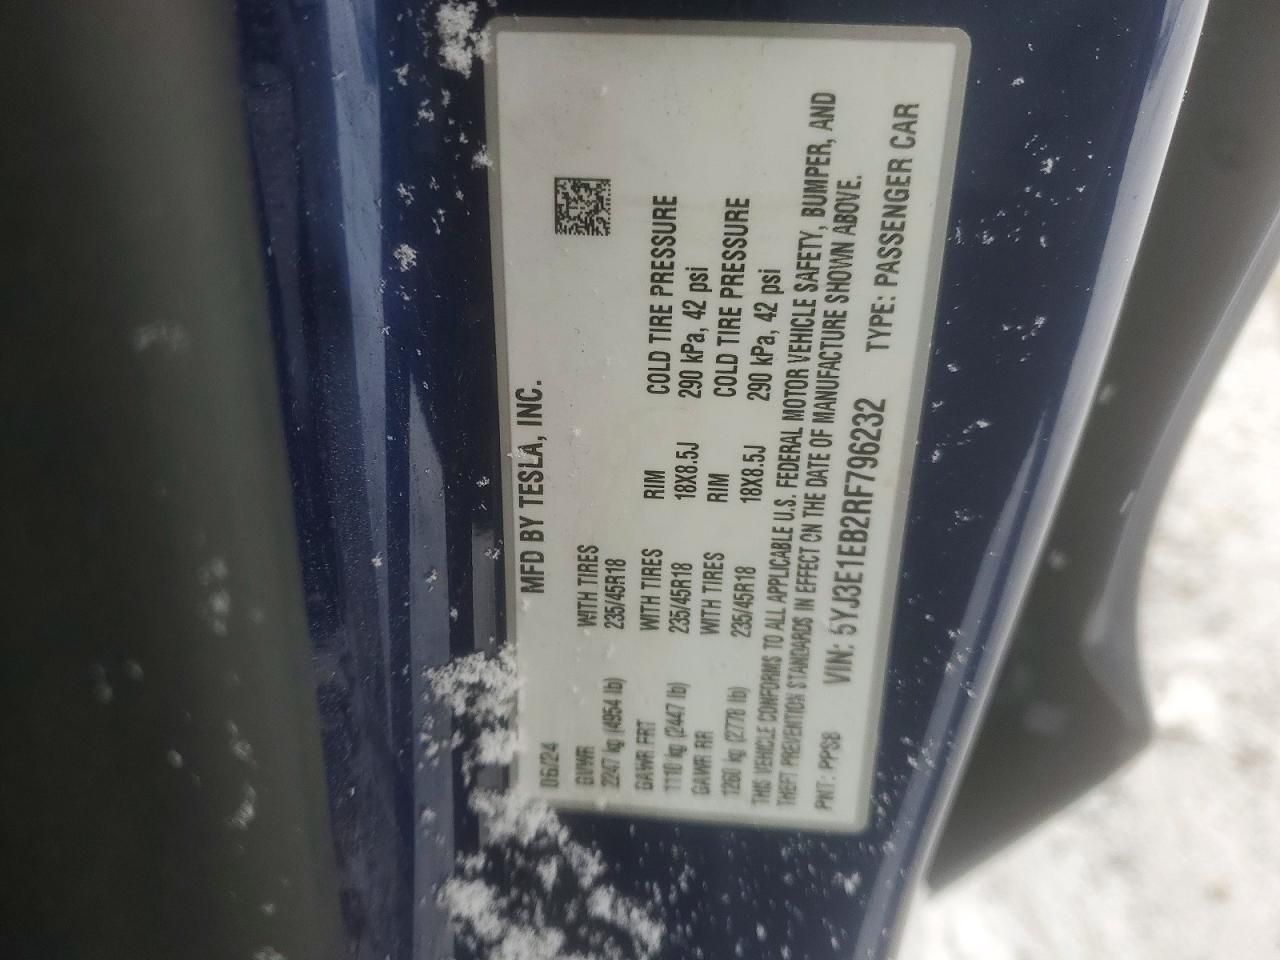 MFD BY TESLA, INC.
06/24
GVWR WITH TIRES
2247 kg (4954 lb) 235/45R18
GAWR FRT WITH TIRES RIM COLD TIRE PRESSURE
1110 kg (2447 lb) 235/45R18 18X8.5J 290 kPa, 42 psi
GAWR RR WITH TIRES RIM COLD TIRE PRESSURE
1260 kg (2778 lb) 235/45R18 18X8.5J 290 kPa, 42 psi
THIS VEHICLE CONFORMS TO ALL APPLICABLE U.S. FEDERAL MOTOR VEHICLE SAFETY, BUMPER, AND
THEFT PREVENTION STANDARDS IN EFFECT ON THE DATE OF MANUFACTURE SHOWN ABOVE.
PNT: PPSB VIN: 5YJ3E1EB2RF796232 TYPE: PASSENGER CAR